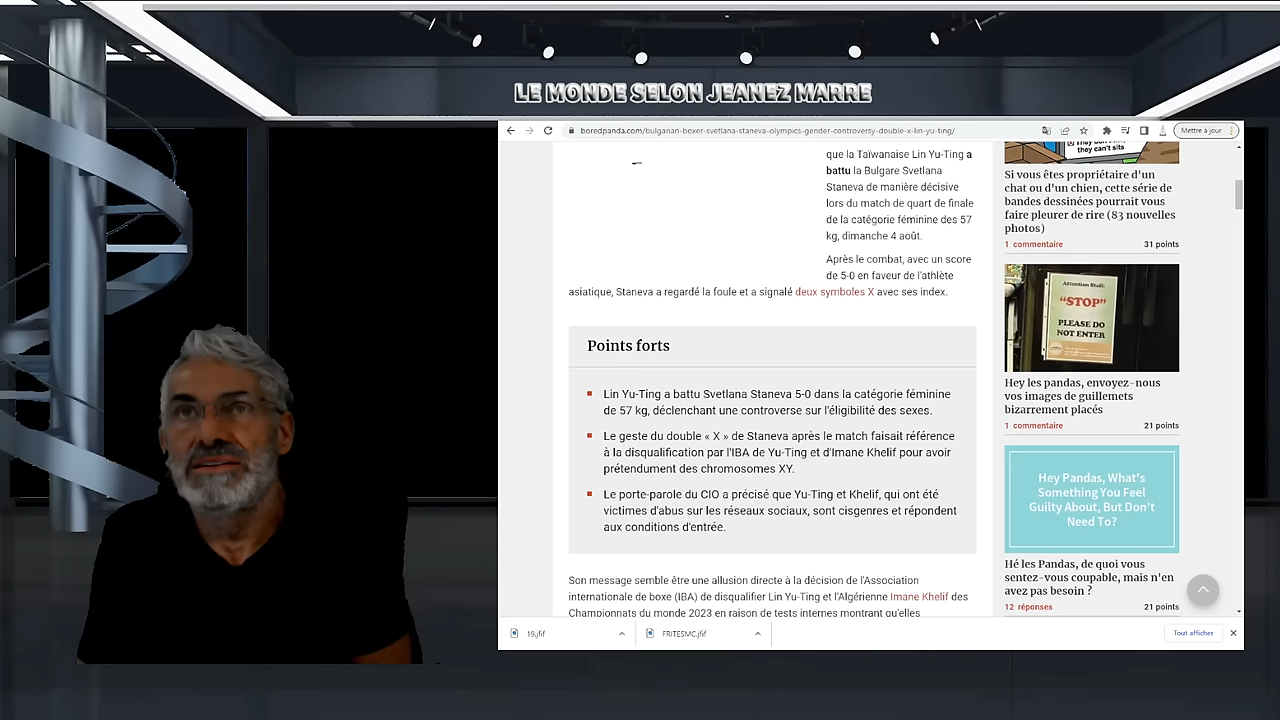 LE MONDE SELON JEANEZ MARRE
boredpanda.com/bulgarian-boxer-svetlana-staneva-olympics-gender-controversy-double-x-lin-yu-ting/
Mettre à jour
que la Taïwanaise Lin Yu-Ting a
battu la Bulgare Svetlana
Staneva de manière décisive
lors du match de quart de finale
de la catégorie féminine des 57
kg, dimanche 4 août.
Après le combat, avec un score
de 5-0 en faveur de l'athlète
asiatique, Staneva a regardé la foule et a signalé deux symboles X avec ses index.
Points forts
Lin Yu-Ting a battu Svetlana Staneva 5-0 dans la catégorie féminine
de 57 kg, déclenchant une controverse sur l'éligibilité des sexes.
Le geste du double « X » de Staneva après le match faisait référence
à la disqualification par l'IBA de Yu-Ting et d'Imane Khelif pour avoir
prétendument des chromosomes XY.
Le porte-parole du CIO a précisé que Yu-Ting et Khelif, qui ont été
victimes d'abus sur les réseaux sociaux, sont cisgenres et répondent
aux conditions d'entrée.
Son message semble être une allusion directe à la décision de l'Association
internationale de boxe (IBA) de disqualifier Lin Yu-Ting et l'Algérienne Imane Khelif des
Championnats du monde 2023 en raison de tests internes montrant qu'elles
they can't sits
Si vous êtes propriétaire d'un
chat ou d'un chien, cette série de
bandes dessinées pourrait vous
faire pleurer de rire (83 nouvelles
photos)
1 commentaire 31 points
Attention Stall:
"STOP"
PLEASE DO
NOT ENTER
Hey les pandas, envoyez-nous
vos images de guillemets
bizarrement placés
1 commentaire 21 points
Hey Pandas, What's
Something You Feel
Guilty About, But Don't
Need To?
Hé les Pandas, de quoi vous
sentez-vous coupable, mais n'en
avez pas besoin ?
12 réponses 21 points
19.jfif
FRITESMC.jfif
Tout afficher